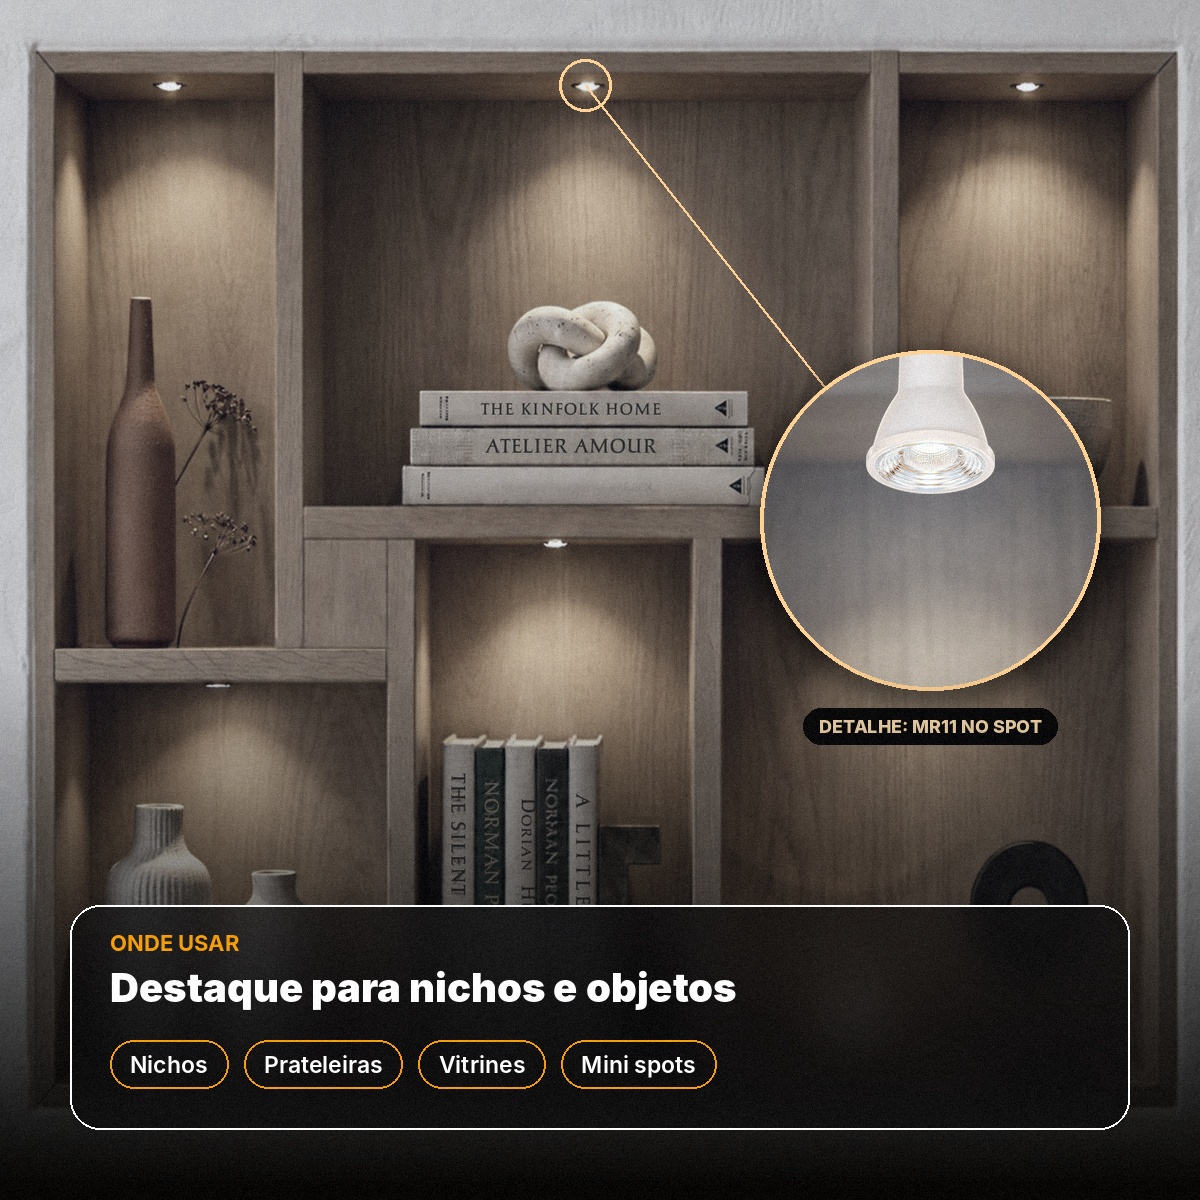 THE KINFOLK HOME
ATELIER AMOUR
DETALHE: MR11 NO SPOT
THE SILENT
NORMAN P
DORIAN H
NORMAN
A LITTLE
ONDE USAR
Destaque para nichos e objetos
Nichos
Prateleiras
Vitrines
Mini spots